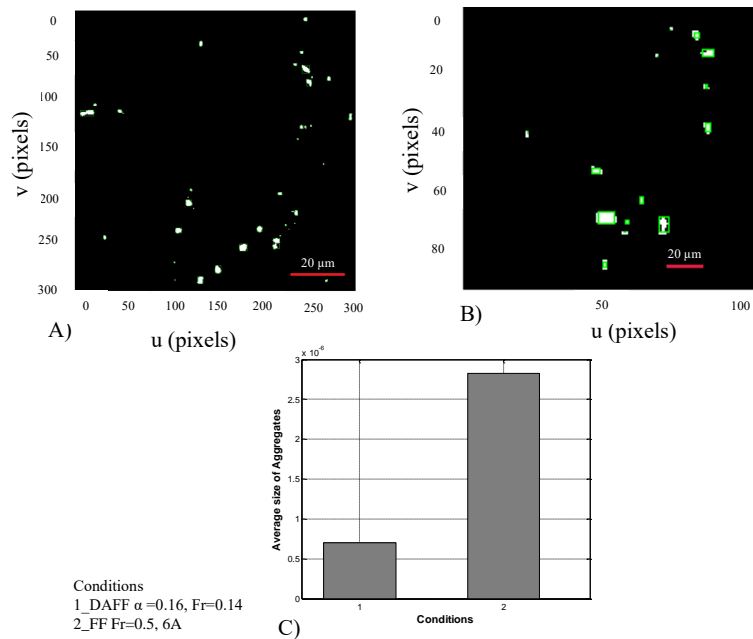 0
50
100
150
200
250
300
v (pixels)
20 µm
0 50 100 150 200 250 300
A)
u (pixels)
0
20
40
60
80
v (pixels)
20 µm
50 100
B)
u (pixels)
x 10⁻⁶
3
2.5
2
1.5
1
0.5
0
Average size of Aggregates
1 2
Conditions
C)
Conditions
1_DAFF α =0.16, Fr=0.14
2_FF Fr=0.5, 6A